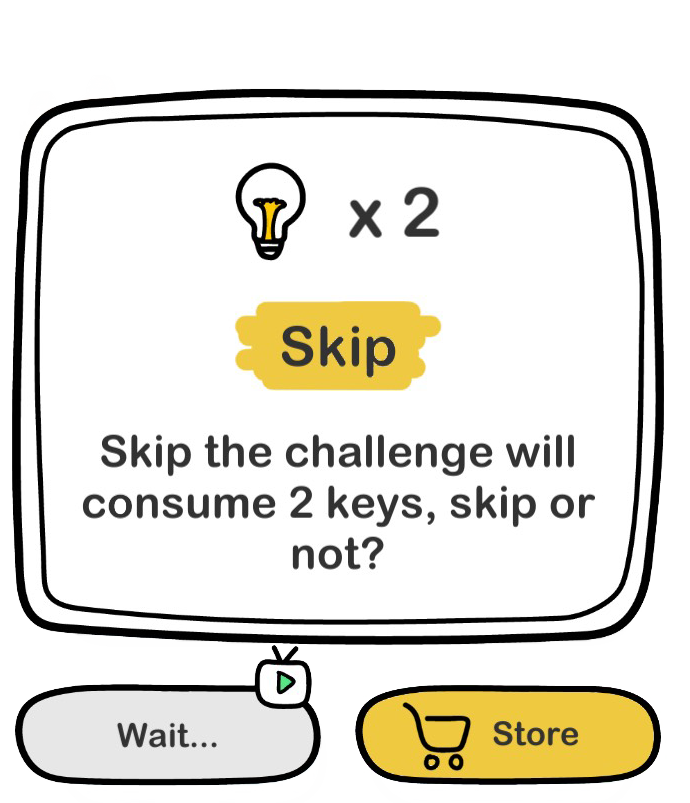 x 2
Skip
Skip the challenge will
consume 2 keys, skip or
not?
Wait...
Store